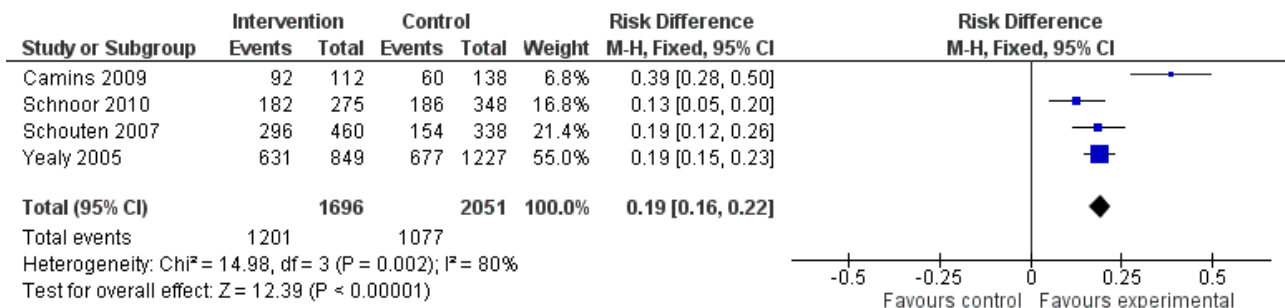 Intervention Control Risk Difference Risk Difference
Study or Subgroup Events Total Events Total Weight M-H, Fixed, 95% CI M-H, Fixed, 95% CI
Camins 2009 92 112 60 138 6.8% 0.39 [0.28, 0.50]
Schnoor 2010 182 275 186 348 16.8% 0.13 [0.05, 0.20]
Schouten 2007 296 460 154 338 21.4% 0.19 [0.12, 0.26]
Yealy 2005 631 849 677 1227 55.0% 0.19 [0.15, 0.23]
Total (95% CI) 1696 2051 100.0% 0.19 [0.16, 0.22]
Total events 1201 1077
Heterogeneity: Chi² = 14.98, df = 3 (P = 0.002); I² = 80%
Test for overall effect: Z = 12.39 (P < 0.00001)
-0.5 -0.25 0 0.25 0.5
Favours control Favours experimental